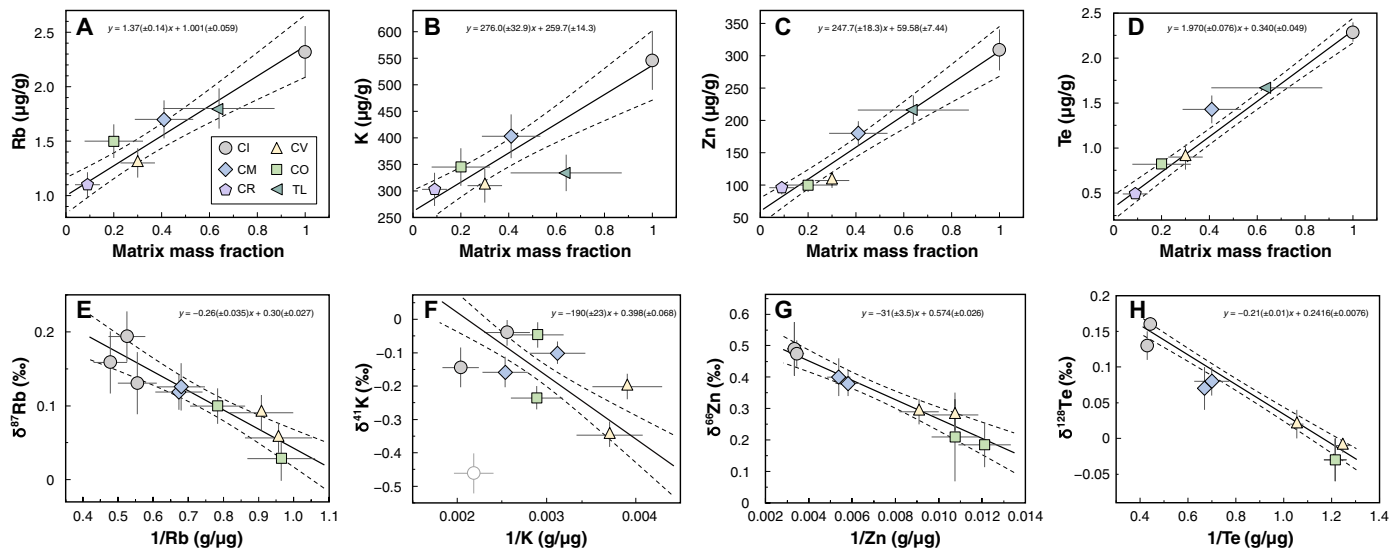 A
y = 1.37(±0.14)x + 1.001(±0.059)
Rb (µg/g)
2.5
2.0
1.5
1.0
0 0.2 0.4 0.6 0.8 1
Matrix mass fraction
CI CV
CM CO
CR TL
B
y = 276.0(±32.9)x + 259.7(±14.3)
K (µg/g)
600
550
500
450
400
350
300
250
0 0.2 0.4 0.6 0.8 1
Matrix mass fraction
C
y = 247.7(±18.3)x + 59.58(±7.44)
Zn (µg/g)
350
300
250
200
150
100
50
0 0.2 0.4 0.6 0.8 1
Matrix mass fraction
D
y = 1.970(±0.076)x + 0.340(±0.049)
Te (µg/g)
2.5
2.0
1.5
1.0
0.5
0 0.2 0.4 0.6 0.8 1
Matrix mass fraction
E
y = −0.26(±0.035)x + 0.30(±0.027)
δ⁸⁷Rb (‰)
0.2
0.1
0
0.4 0.5 0.6 0.7 0.8 0.9 1.0 1.1
1/Rb (g/µg)
F
y = −190(±23)x + 0.398(±0.068)
δ⁴¹K (‰)
0
−0.1
−0.2
−0.3
−0.4
−0.5
0.002 0.003 0.004
1/K (g/µg)
G
y = −31(±3.5)x + 0.574(±0.026)
δ⁶⁶Zn (‰)
0.6
0.5
0.4
0.3
0.2
0.1
0
0.002 0.004 0.006 0.008 0.010 0.012 0.014
1/Zn (g/µg)
H
y = −0.21(±0.01)x + 0.2416(±0.0076)
δ¹²⁸Te (‰)
0.2
0.15
0.1
0.05
0
−0.05
0.4 0.6 0.8 1.0 1.2 1.4
1/Te (g/µg)